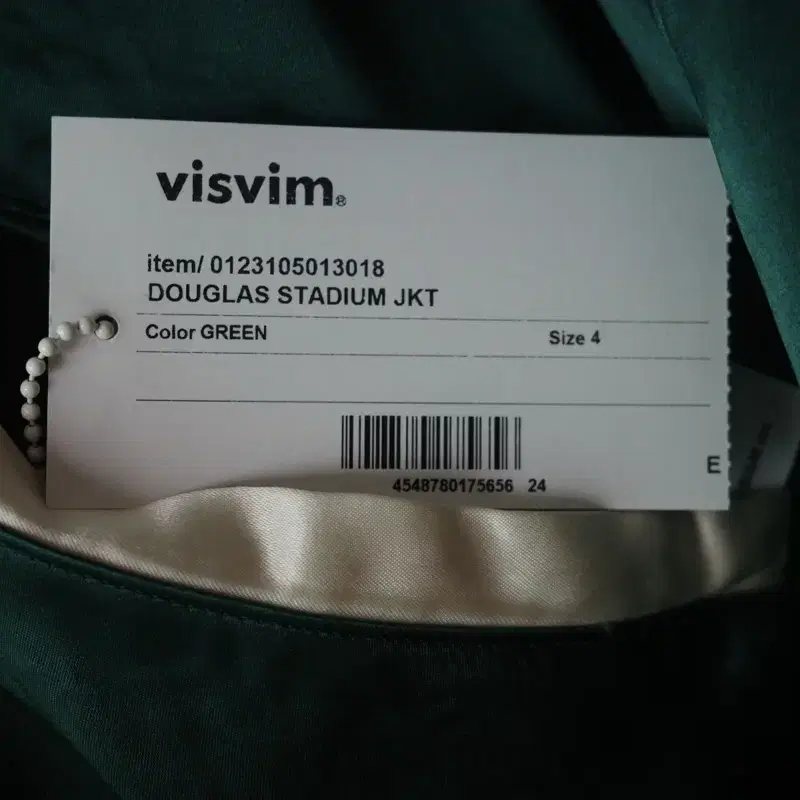 visvim®
item/ 0123105013018
DOUGLAS STADIUM JKT
Color GREEN Size 4
4548780175656 24
E